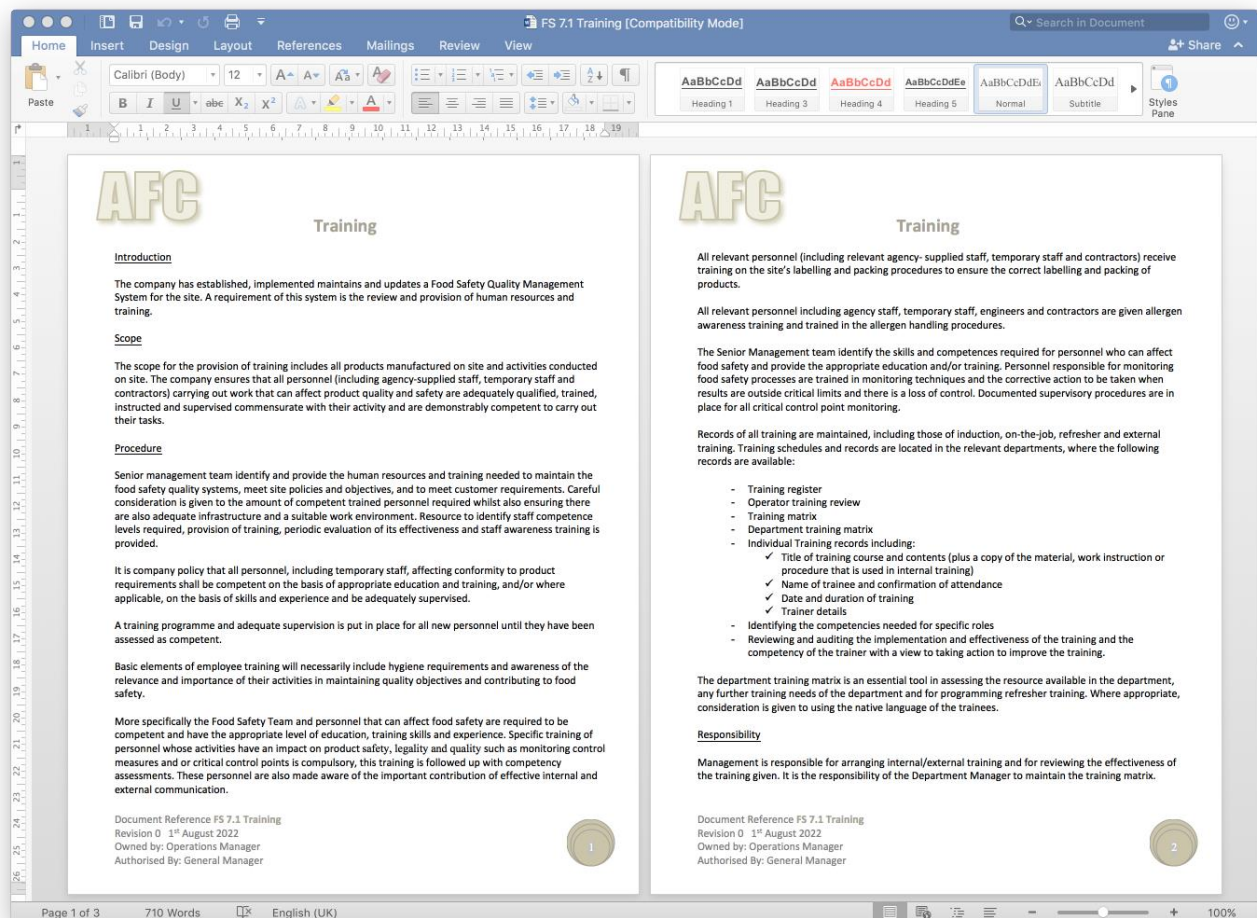 FS 7.1 Training [Compatibility Mode]
Search in Document
Home Insert Design Layout References Mailings Review View
Share
Paste
Calibri (Body) 12
AaBbCcDd AaBbCcDd AaBbCcDd AaBbCcDdEe AaBbCcDdEe AaBbCcDd
Heading 1 Heading 3 Heading 4 Heading 5 Normal Subtitle
Styles
Pane
AFC
Training
Introduction
The company has established, implemented maintains and updates a Food Safety Quality Management
System for the site. A requirement of this system is the review and provision of human resources and
training.
Scope
The scope for the provision of training includes all products manufactured on site and activities conducted
on site. The company ensures that all personnel (including agency-supplied staff, temporary staff and
contractors) carrying out work that can affect product quality and safety are adequately qualified, trained,
instructed and supervised commensurate with their activity and are demonstrably competent to carry out
their tasks.
Procedure
Senior management team identify and provide the human resources and training needed to maintain the
food safety quality systems, meet site policies and objectives, and to meet customer requirements. Careful
consideration is given to the amount of competent trained personnel required whilst also ensuring there
are also adequate infrastructure and a suitable work environment. Resource to identify staff competence
levels required, provision of training, periodic evaluation of its effectiveness and staff awareness training is
provided.
It is company policy that all personnel, including temporary staff, affecting conformity to product
requirements shall be competent on the basis of appropriate education and training, and/or where
applicable, on the basis of skills and experience and be adequately supervised.
A training programme and adequate supervision is put in place for all new personnel until they have been
assessed as competent.
Basic elements of employee training will necessarily include hygiene requirements and awareness of the
relevance and importance of their activities in maintaining quality objectives and contributing to food
safety.
More specifically the Food Safety Team and personnel that can affect food safety are required to be
competent and have the appropriate level of education, training skills and experience. Specific training of
personnel whose activities have an impact on product safety, legality and quality such as monitoring control
measures and or critical control points is compulsory, this training is followed up with competency
assessments. These personnel are also made aware of the important contribution of effective internal and
external communication.
Document Reference FS 7.1 Training
Revision 0 1st August 2022
Owned by: Operations Manager
Authorised By: General Manager
1
AFC
Training
All relevant personnel (including relevant agency- supplied staff, temporary staff and contractors) receive
training on the site's labelling and packing procedures to ensure the correct labelling and packing of
products.
All relevant personnel including agency staff, temporary staff, engineers and contractors are given allergen
awareness training and trained in the allergen handling procedures.
The Senior Management team identify the skills and competences required for personnel who can affect
food safety and provide the appropriate education and/or training. Personnel responsible for monitoring
food safety processes are trained in monitoring techniques and the corrective action to be taken when
results are outside critical limits and there is a loss of control. Documented supervisory procedures are in
place for all critical control point monitoring.
Records of all training are maintained, including those of induction, on-the-job, refresher and external
training. Training schedules and records are located in the relevant departments, where the following
records are available:
- Training register
- Operator training review
- Training matrix
- Department training matrix
- Individual Training records including:
✓ Title of training course and contents (plus a copy of the material, work instruction or
procedure that is used in internal training)
✓ Name of trainee and confirmation of attendance
✓ Date and duration of training
✓ Trainer details
- Identifying the competencies needed for specific roles
- Reviewing and auditing the implementation and effectiveness of the training and the
competency of the trainer with a view to taking action to improve the training.
The department training matrix is an essential tool in assessing the resource available in the department,
any further training needs of the department and for programming refresher training. Where appropriate,
consideration is given to using the native language of the trainees.
Responsibility
Management is responsible for arranging internal/external training and for reviewing the effectiveness of
the training given. It is the responsibility of the Department Manager to maintain the training matrix.
Document Reference FS 7.1 Training
Revision 0 1st August 2022
Owned by: Operations Manager
Authorised By: General Manager
2
Page 1 of 3 710 Words English (UK) 100%